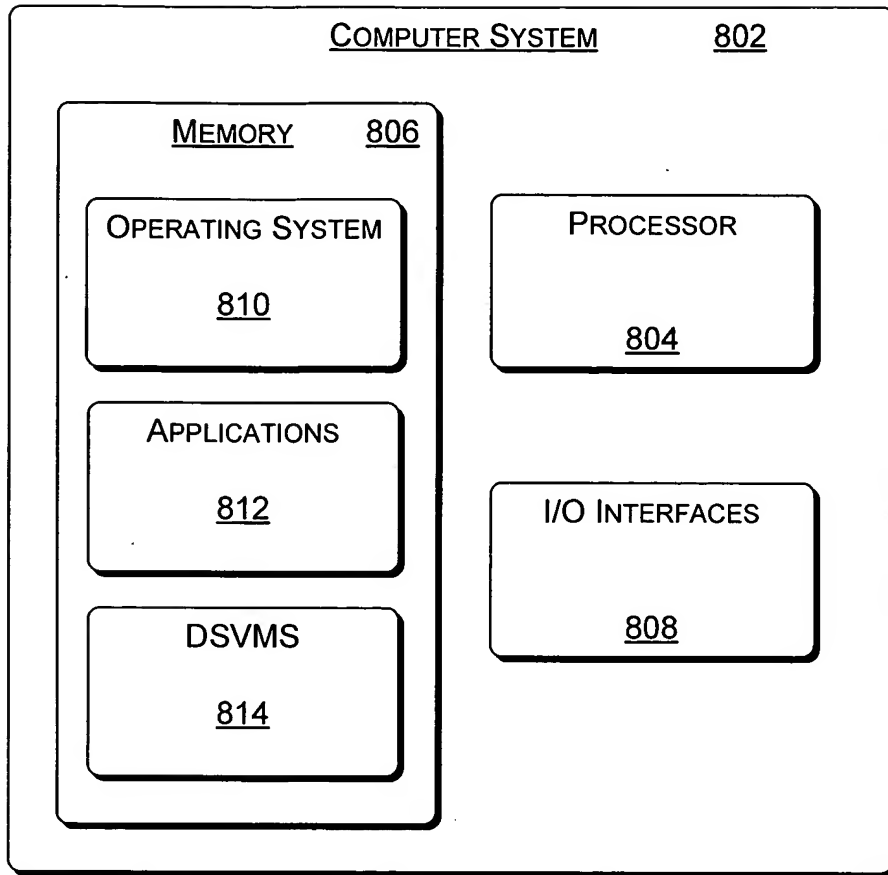 COMPUTER SYSTEM 802
MEMORY 806
OPERATING SYSTEM
810
APPLICATIONS
812
DSVMS
814
PROCESSOR
804
I/O INTERFACES
808